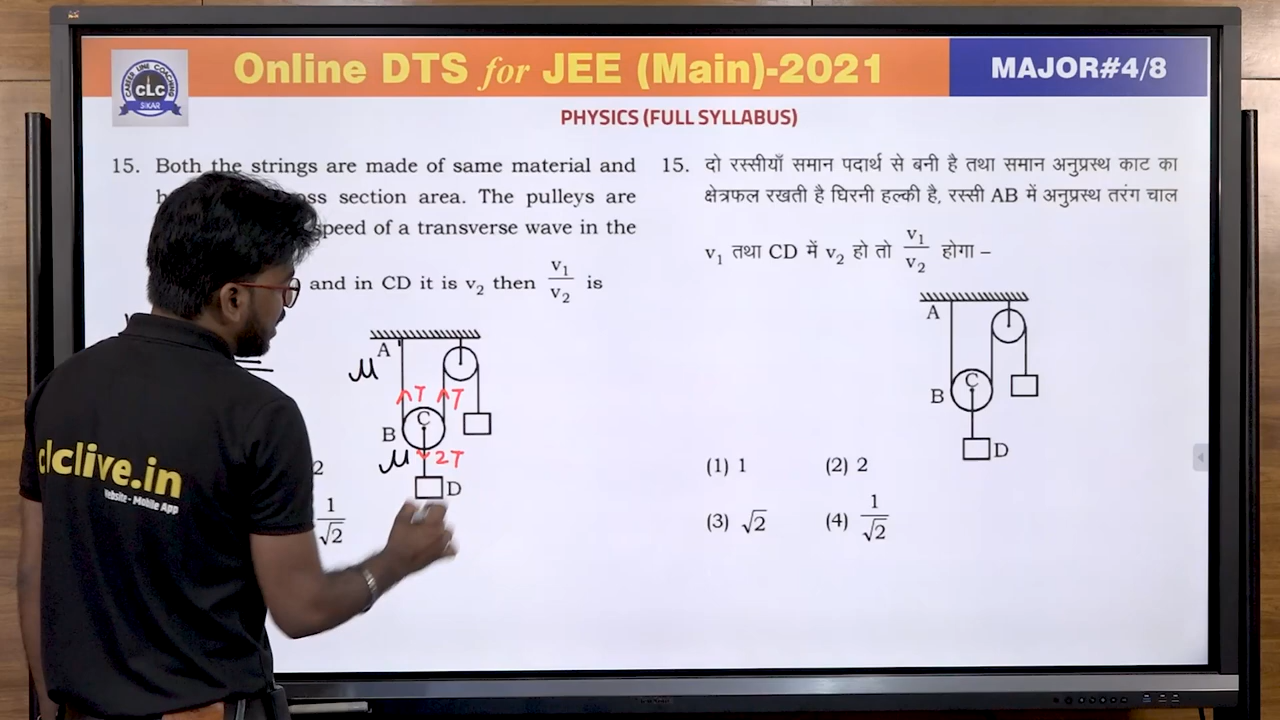 Online DTS for JEE (Main)-2021
MAJOR#4/8
CAREER LINE COACHING
CLC
SIKAR
PHYSICS (FULL SYLLABUS)
15. Both the strings are made of same material and
section area. The pulleys are
speed of a transverse wave in the
and in CD it is v₂ then v₁/v₂ is
A
μ
T T
C
B
μ 2T
D
2
1/√2
15. दो रस्सीयाँ समान पदार्थ से बनी है तथा समान अनुप्रस्थ काट का
क्षेत्रफल रखती है घिरनी हल्की है, रस्सी AB में अनुप्रस्थ तरंग चाल
v₁ तथा CD में v₂ हो तो v₁/v₂ होगा –
A
C
B
D
(1) 1 (2) 2
(3) √2 (4) 1/√2
clclive.in
Website - Mobile App